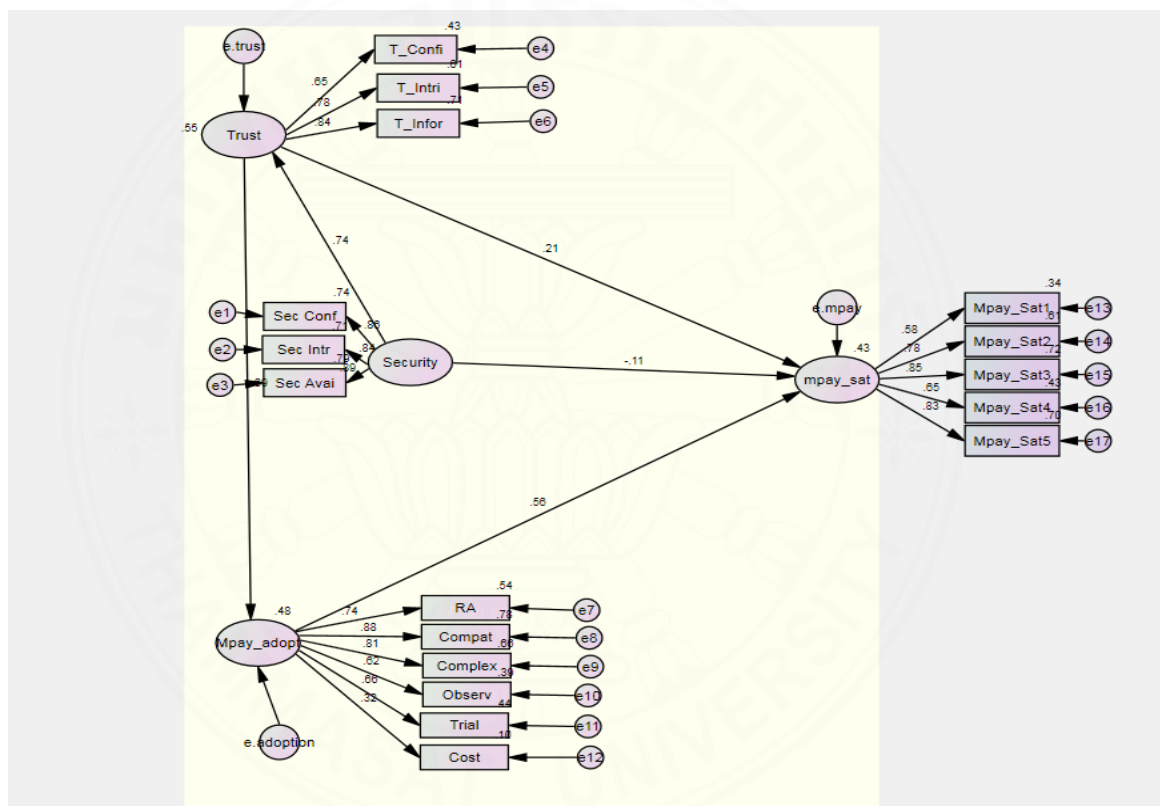 .43
e.trust
T_Confi
e4
.61
.65
T_Intri
e5
.71
.78
.55
Trust
.84
T_Infor
e6
.74
.21
.74
e1
Sec Conf
.86
.71
e2
Sec Intr
.84
.79
Security
.89
e3
Sec Avai
-.11
e.mpay
.43
mpay_sat
.34
.58
Mpay_Sat1
e13
.61
.78
Mpay_Sat2
e14
.72
.85
Mpay_Sat3
e15
.43
.65
Mpay_Sat4
e16
.70
.83
Mpay_Sat5
e17
.56
.54
.48
.74
RA
e7
.78
Mpay_adopt
.88
Compat
e8
.66
.81
Complex
e9
.39
.62
Observ
e10
.44
.66
Trial
e11
.10
.32
Cost
e12
e.adoption
THAMMASAT UNIVERSITY